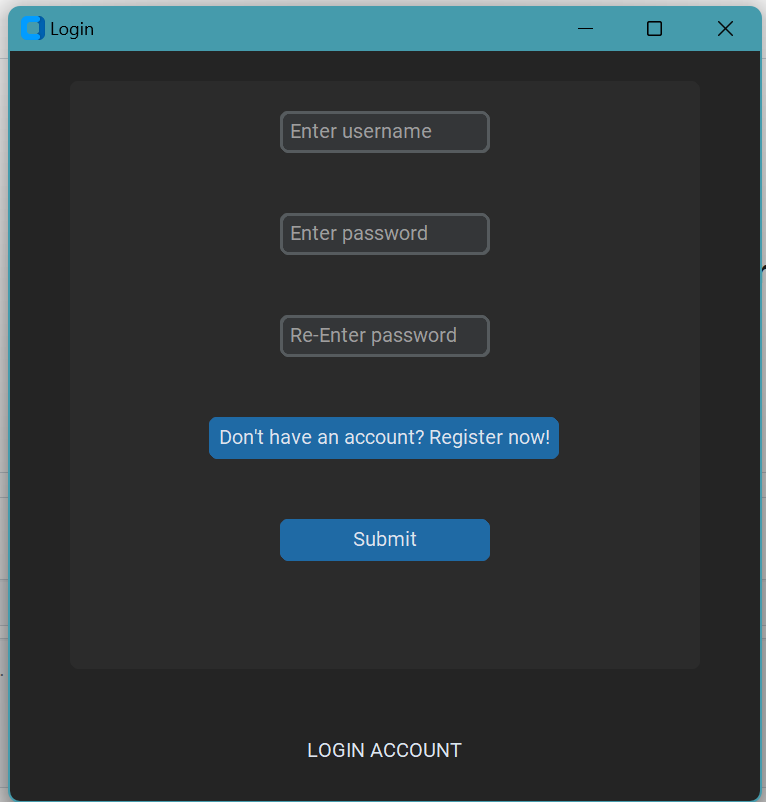 Login
Enter username
Enter password
Re-Enter password
Don't have an account? Register now!
Submit
LOGIN ACCOUNT